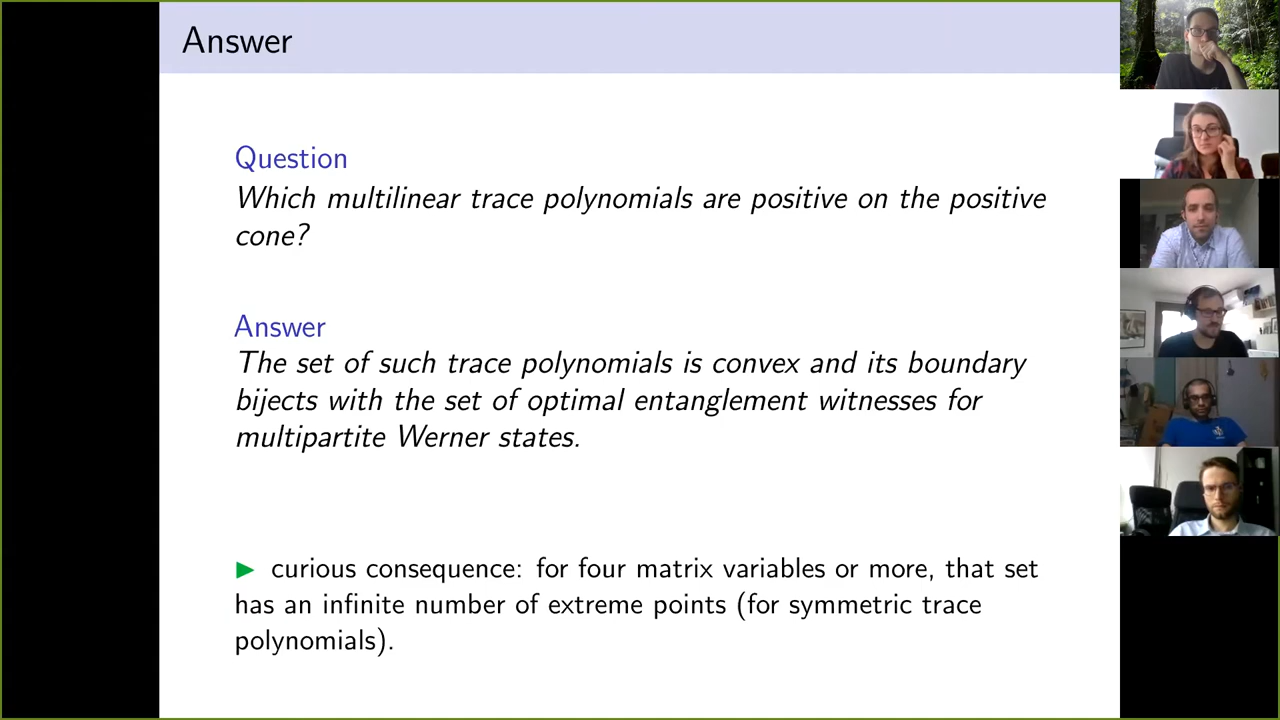 Answer
Question
Which multilinear trace polynomials are positive on the positive
cone?
Answer
The set of such trace polynomials is convex and its boundary
bijects with the set of optimal entanglement witnesses for
multipartite Werner states.
▶ curious consequence: for four matrix variables or more, that set
has an infinite number of extreme points (for symmetric trace
polynomials).